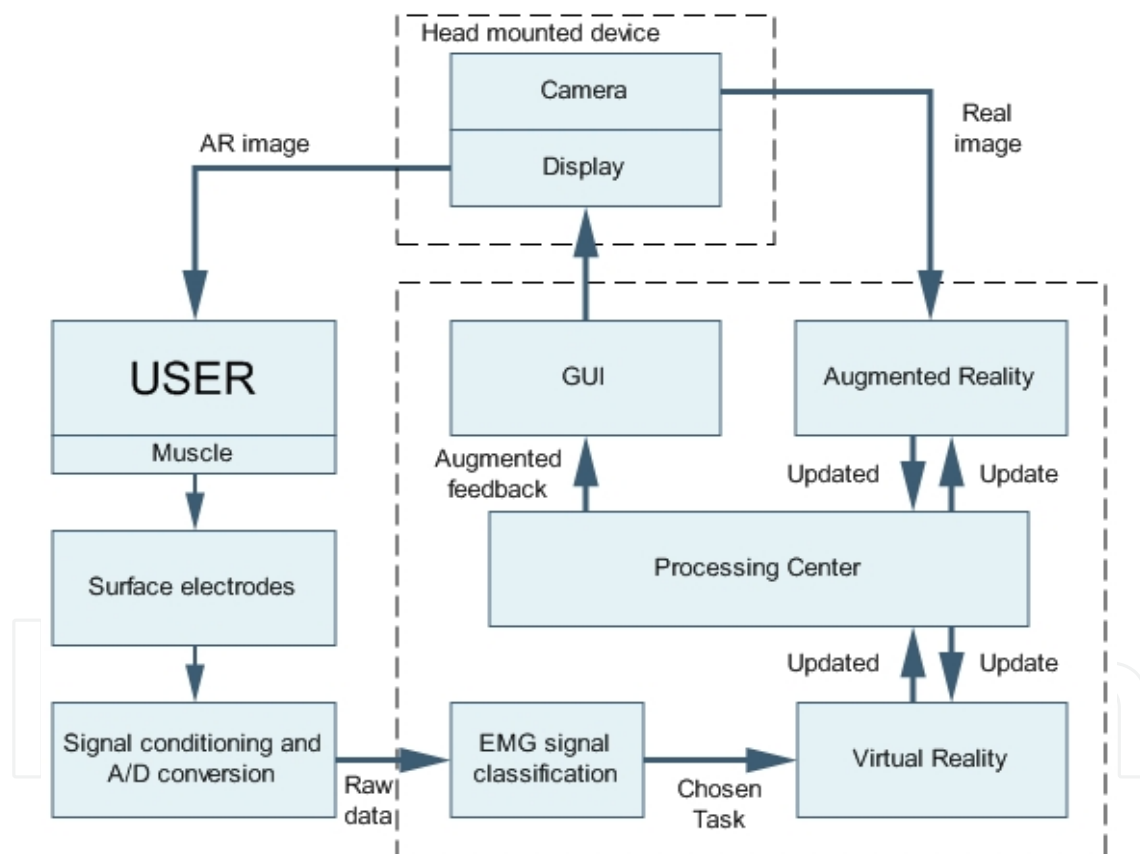 Head mounted device
Camera
Real
image
AR image
Display
USER
GUI
Augmented Reality
Muscle
Augmented
feedback
Updated
Update
Surface electrodes
Processing Center
Updated
Update
Signal conditioning and
A/D conversion
EMG signal
classification
Virtual Reality
Raw
data
Chosen
Task